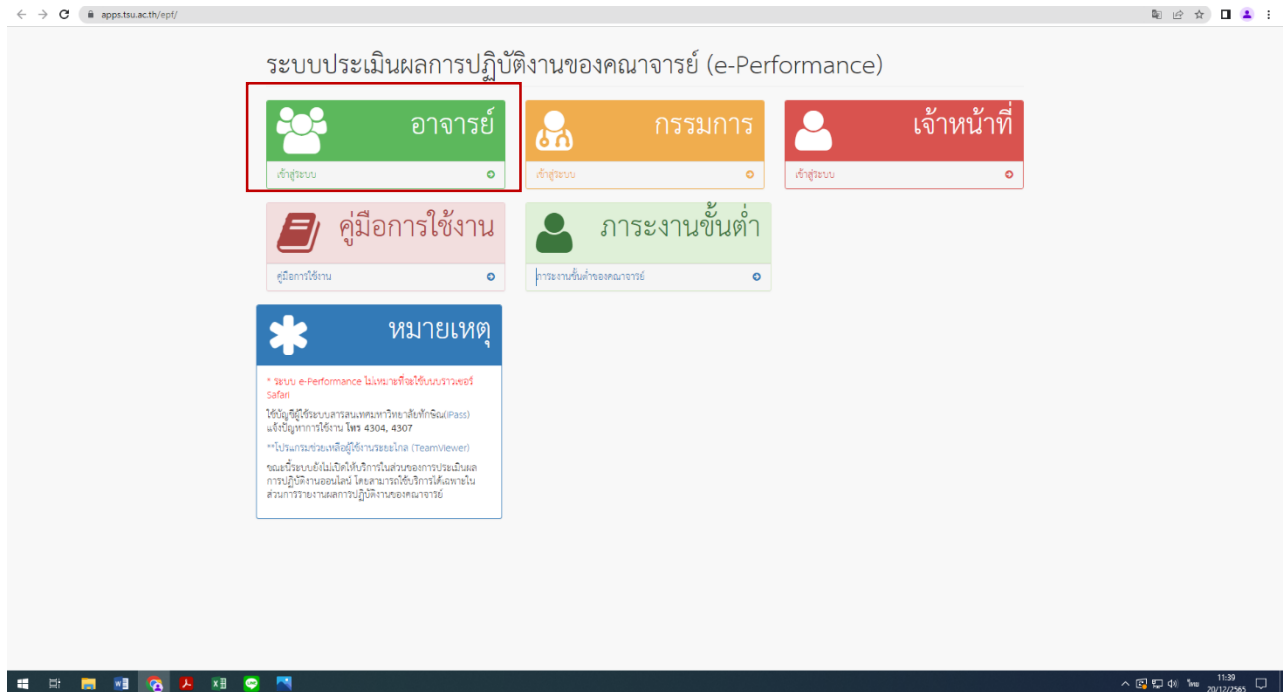 apps.tsu.ac.th/epf/
ระบบประเมินผลการปฏิบัติงานของคณาจารย์ (e-Performance)
อาจารย์
เข้าสู่ระบบ
กรรมการ
เข้าสู่ระบบ
เจ้าหน้าที่
เข้าสู่ระบบ
คู่มือการใช้งาน
คู่มือการใช้งาน
ภาระงานขั้นต่ำ
ภาระงานขั้นต่ำของคณาจารย์
หมายเหตุ
* ระบบ e-Performance ไม่เหมาะที่จะใช้บนบราวเซอร์
Safari
ใช้บัญชีผู้ใช้ระบบสารสนเทศมหาวิทยาลัยทักษิณ(iPass)
แจ้งปัญหาการใช้งาน โทร 4304, 4307
**โปรแกรมช่วยเหลือผู้ใช้งานระยะไกล (TeamViewer)
ขณะนี้ระบบยังไม่เปิดให้บริการในส่วนของการประเมินผล
การปฏิบัติงานออนไลน์ โดยสามารถใช้บริการได้เฉพาะใน
ส่วนการรายงานผลการปฏิบัติงานของคณาจารย์
ไทย
11:39
20/12/2565